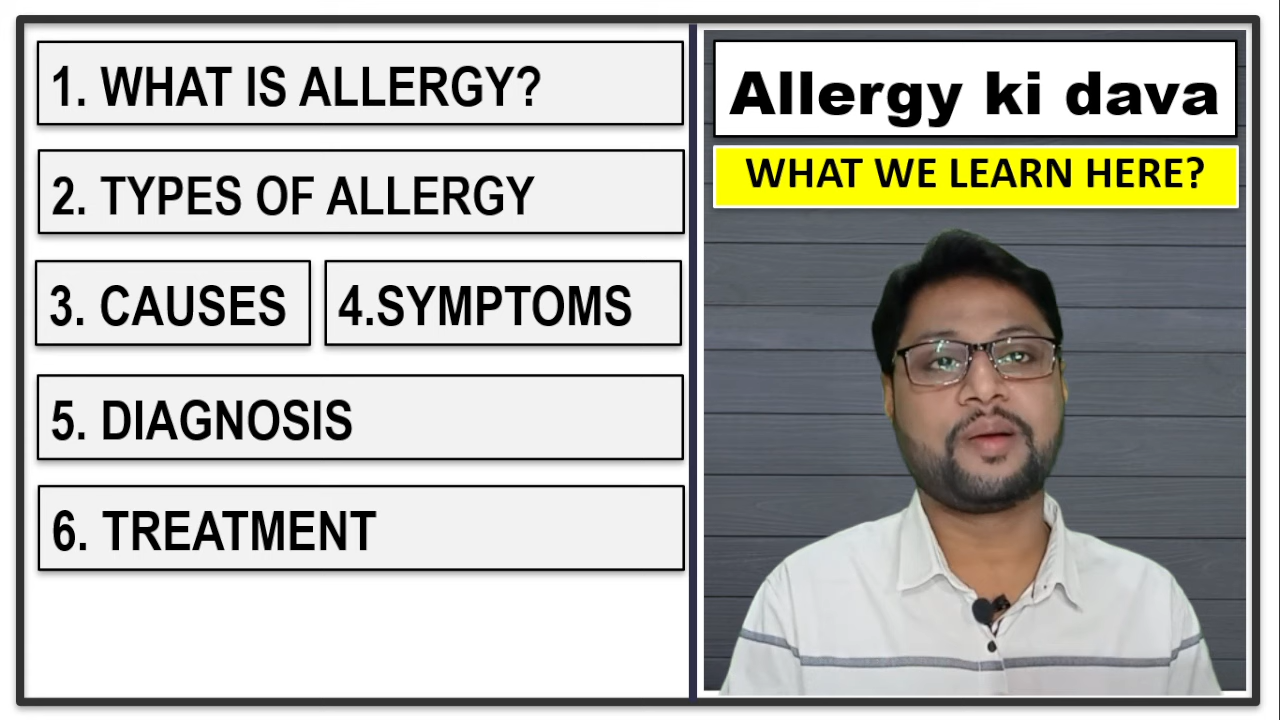 1. WHAT IS ALLERGY?
2. TYPES OF ALLERGY
3. CAUSES
4.SYMPTOMS
5. DIAGNOSIS
6. TREATMENT
Allergy ki dava
WHAT WE LEARN HERE?